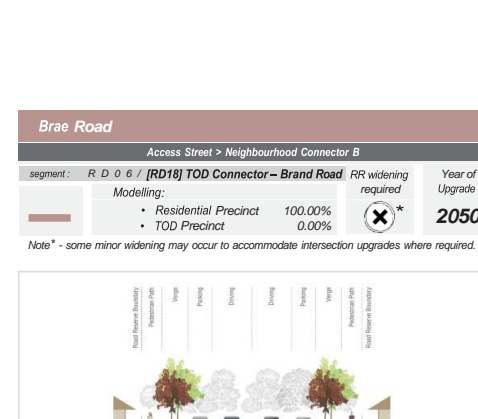 Brae Road
Access Street > Neighbourhood Connector B
segment : RD06/ [RD18] TOD Connector – Brand Road RR widening required Year of Upgrade
Modelling:
• Residential Precinct 100.00%
• TOD Precinct 0.00%
* 2050
Note* - some minor widening may occur to accommodate intersection upgrades where required.
Road Reserve Boundary
Pedestrian Path
Verge
Parking
Driving
Driving
Parking
Verge
Pedestrian Path
Road Reserve Boundary